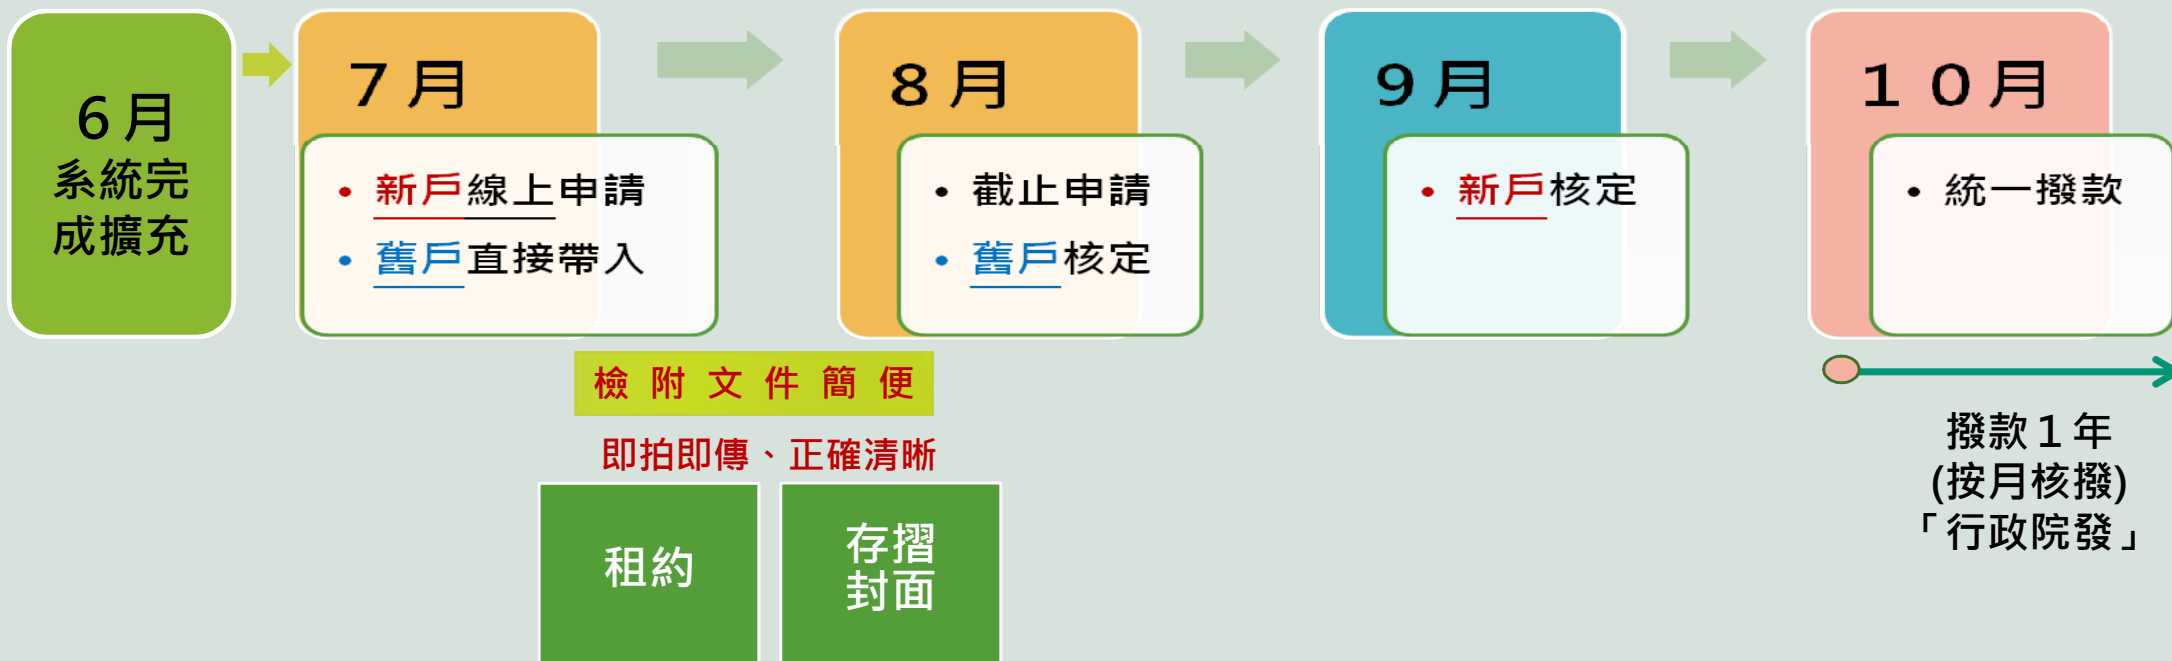 6月
系統完
成擴充
7月
• 新戶線上申請
• 舊戶直接帶入
8月
• 截止申請
• 舊戶核定
9月
• 新戶核定
10月
• 統一撥款
檢附文件簡便
即拍即傳、正確清晰
租約
存摺
封面
撥款1年
(按月核撥)
「行政院發」